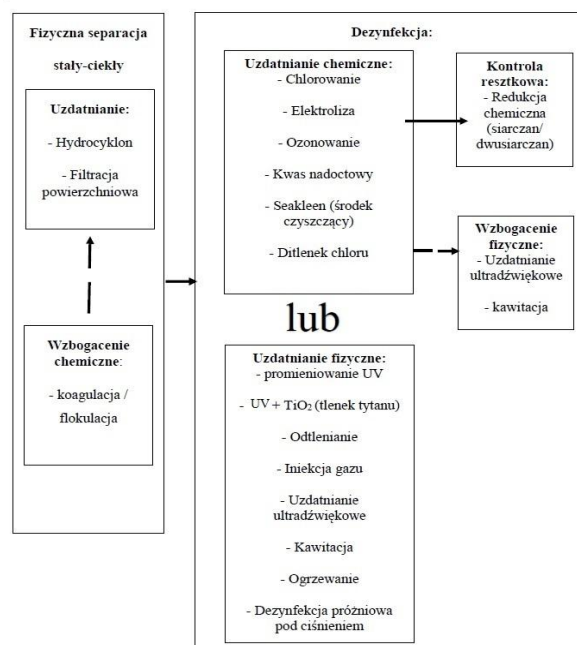 Fizyczna separacja
stały-ciekły
Uzdatnianie:
- Hydrocyklon
- Filtracja
powierzchniowa
Wzbogacenie
chemiczne:
- koagulacja /
flokulacja
Dezynfekcja:
Uzdatnianie chemiczne:
- Chlorowanie
- Elektroliza
- Ozonowanie
- Kwas nadoctowy
- Seakleen (środek
czyszczący)
- Ditlenek chloru
Kontrola
resztkowa:
- Redukcja
chemiczna
(siarczan/
dwusiarczan)
Wzbogacenie
fizyczne:
- Uzdatnianie
ultradźwiękowe
- kawitacja
lub
Uzdatnianie fizyczne:
- promieniowanie UV
- UV + TiO₂ (tlenek tytanu)
- Odtlenianie
- Iniekcja gazu
- Uzdatnianie
ultradźwiękowe
- Kawitacja
- Ogrzewanie
- Dezynfekcja próżniowa
pod ciśnieniem